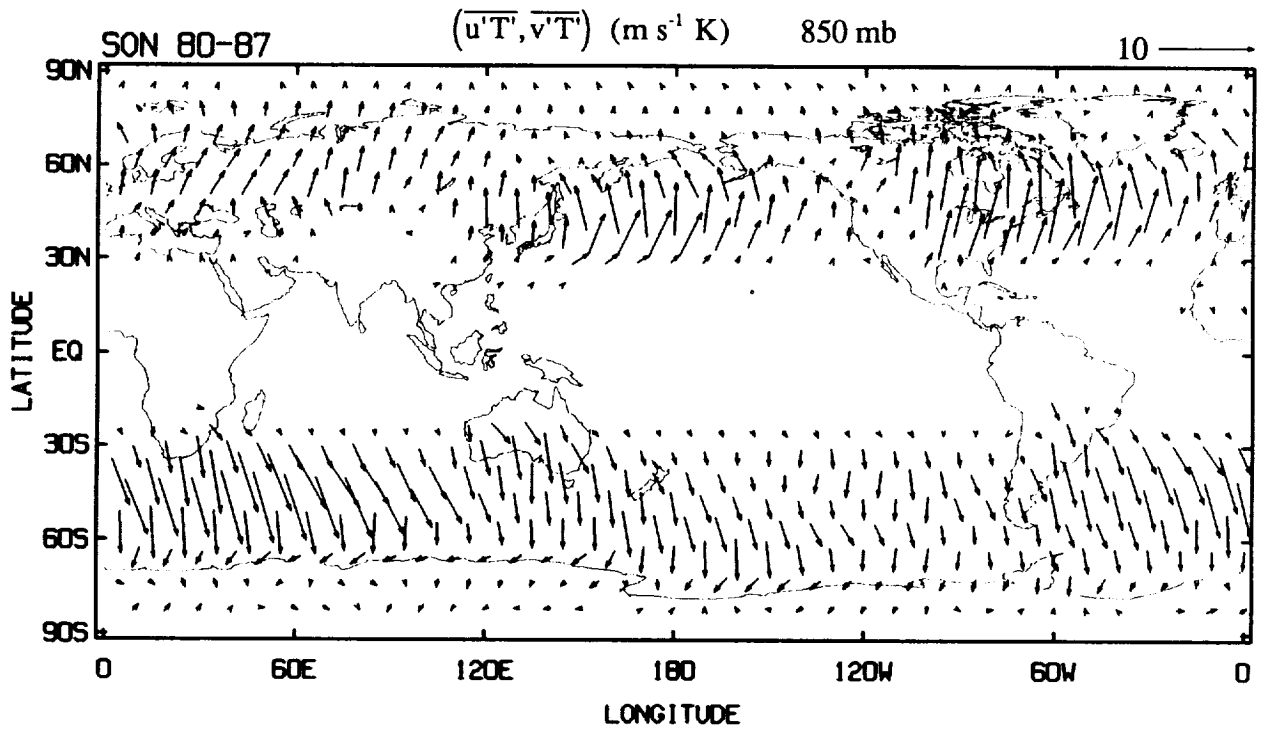 (u'T', v'T') (m s⁻¹ K) 850 mb
SON 80-87
10
90N
60N
30N
EQ
30S
60S
90S
LATITUDE
0 60E 120E 180 120W 60W 0
LONGITUDE